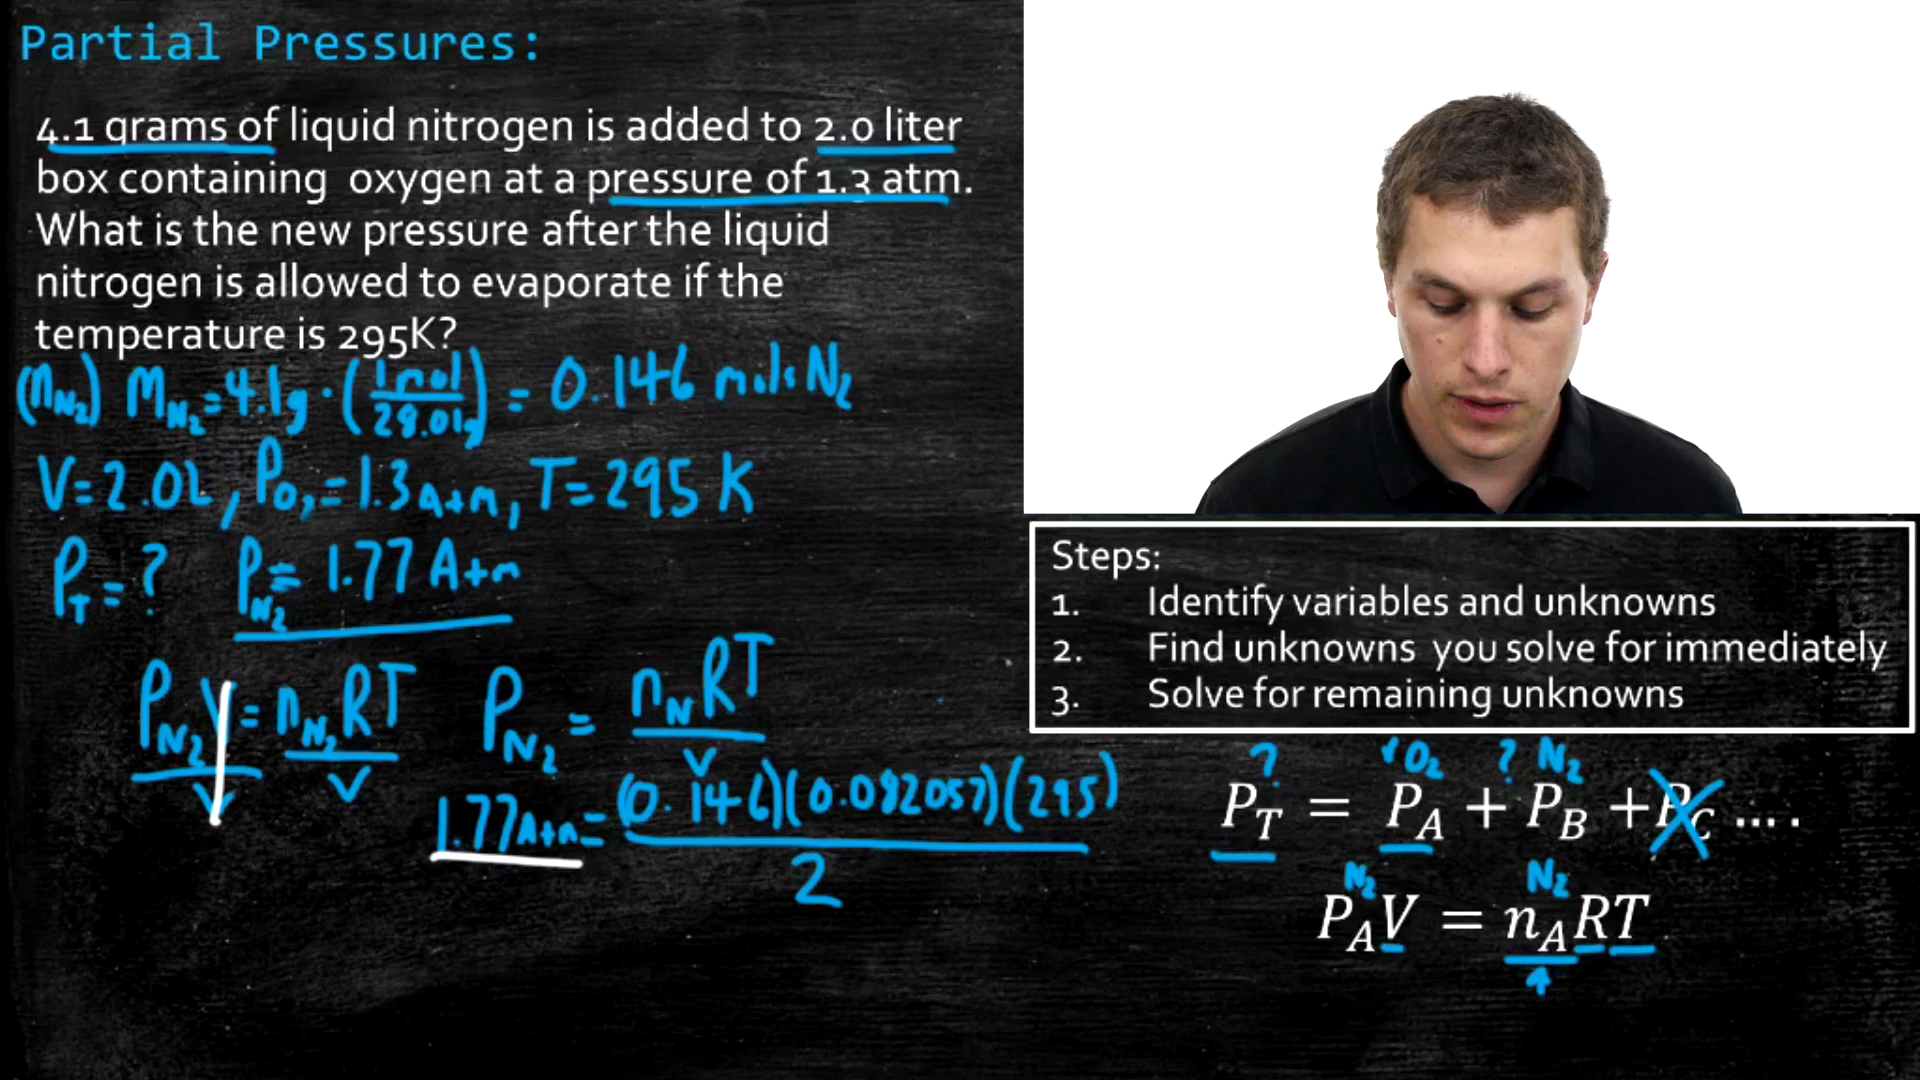 Partial Pressures:
4.1 grams of liquid nitrogen is added to 2.0 liter
box containing oxygen at a pressure of 1.3 atm.
What is the new pressure after the liquid
nitrogen is allowed to evaporate if the
temperature is 295K?
(n_N₂) m_N₂ = 4.1g · (1mol / 28.01g) = 0.146 mols N₂
V = 2.0L, P_O₂ = 1.3 atm, T = 295 K
P_T = ? P_N₂ = 1.77 Atm
P_N₂ V / V = n_N₂ RT / V
P_N₂ = n_N RT / V
1.77 Atm = (0.146)(0.082057)(295) / 2
Steps:
1. Identify variables and unknowns
2. Find unknowns you solve for immediately
3. Solve for remaining unknowns
? ✓O₂ ? N₂
P_T = P_A + P_B + P_C ....
N₂ N₂
P_A V = n_A RT